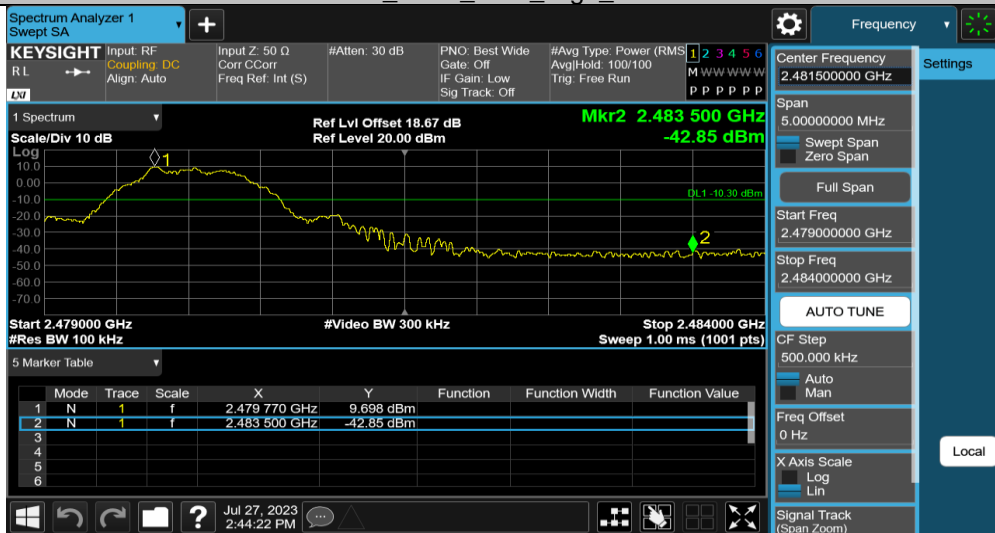 Spectrum Analyzer 1
Swept SA
+
Frequency
KEYSIGHT
R L
LXI
Input: RF
Coupling: DC
Align: Auto
Input Z: 50 Ω
Corr CCorr
Freq Ref: Int (S)
#Atten: 30 dB
PNO: Best Wide
Gate: Off
IF Gain: Low
Sig Track: Off
#Avg Type: Power (RMS
Avg|Hold: 100/100
Trig: Free Run
1 2 3 4 5 6
M W W W W W
P P P P P P
1 Spectrum
Scale/Div 10 dB
Ref Lvl Offset 18.67 dB
Ref Level 20.00 dBm
Mkr2 2.483 500 GHz
-42.85 dBm
Log
10.0
0.00
-10.0
-20.0
-30.0
-40.0
-50.0
-60.0
-70.0
1
DL1 -10.30 dBm
2
Start 2.479000 GHz
#Res BW 100 kHz
#Video BW 300 kHz
Stop 2.484000 GHz
Sweep 1.00 ms (1001 pts)
5 Marker Table
Mode Trace Scale X Y Function Function Width Function Value
1 N 1 f 2.479 770 GHz 9.698 dBm
2 N 1 f 2.483 500 GHz -42.85 dBm
3
4
5
6
?
Jul 27, 2023
2:44:22 PM
Center Frequency
2.481500000 GHz
Span
5.00000000 MHz
Swept Span
Zero Span
Full Span
Start Freq
2.479000000 GHz
Stop Freq
2.484000000 GHz
AUTO TUNE
CF Step
500.000 kHz
Auto
Man
Freq Offset
0 Hz
X Axis Scale
Log
Lin
Signal Track
(Span Zoom)
Settings
Local